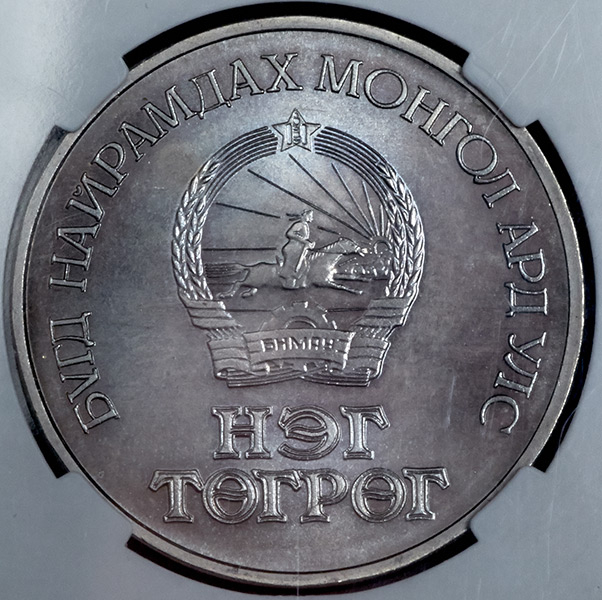 БҮГД НАЙРАМДАХ МОНГОЛ АРД УЛС
БНМАУ
НЭГ
ТӨГРӨГ